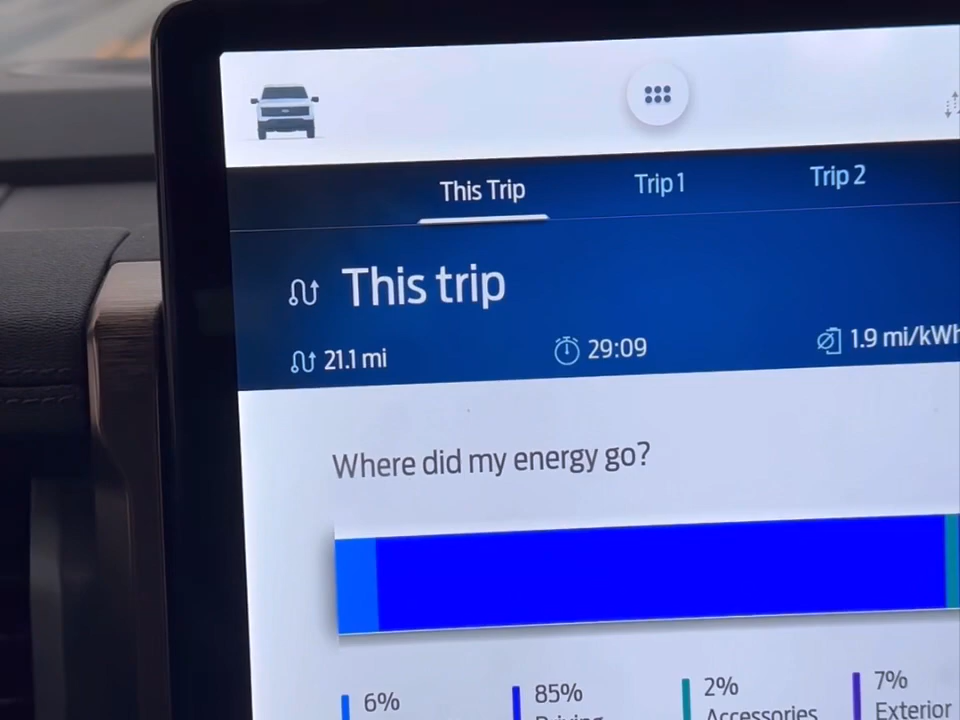 This Trip Trip 1 Trip 2
This trip
21.1 mi 29:09 1.9 mi/kWh
Where did my energy go?
6% 85% 2% 7%
Driving Accessories Exterior